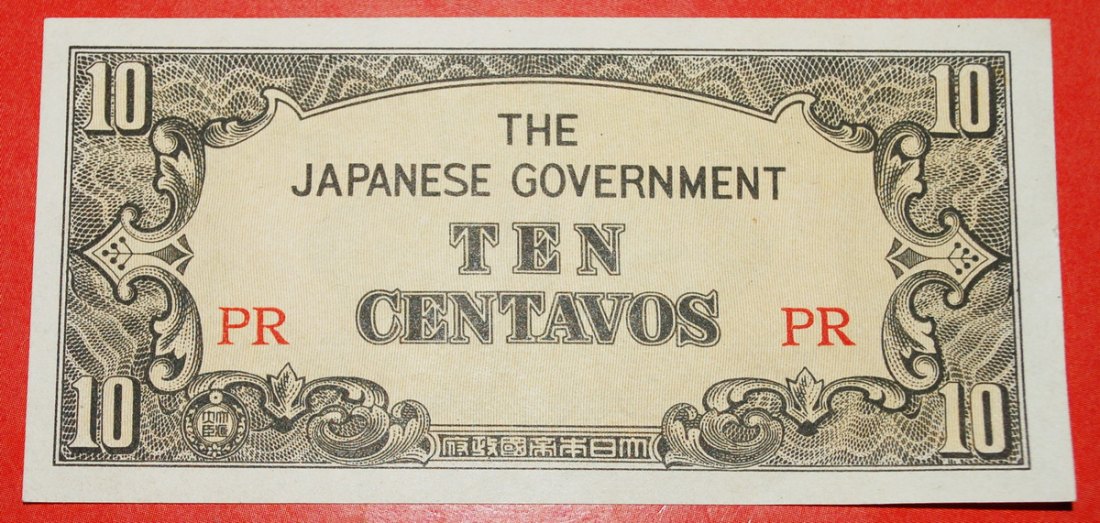 10 10
THE
JAPANESE GOVERNMENT
TEN
CENTAVOS
PR PR
10 10
大日本帝國政府